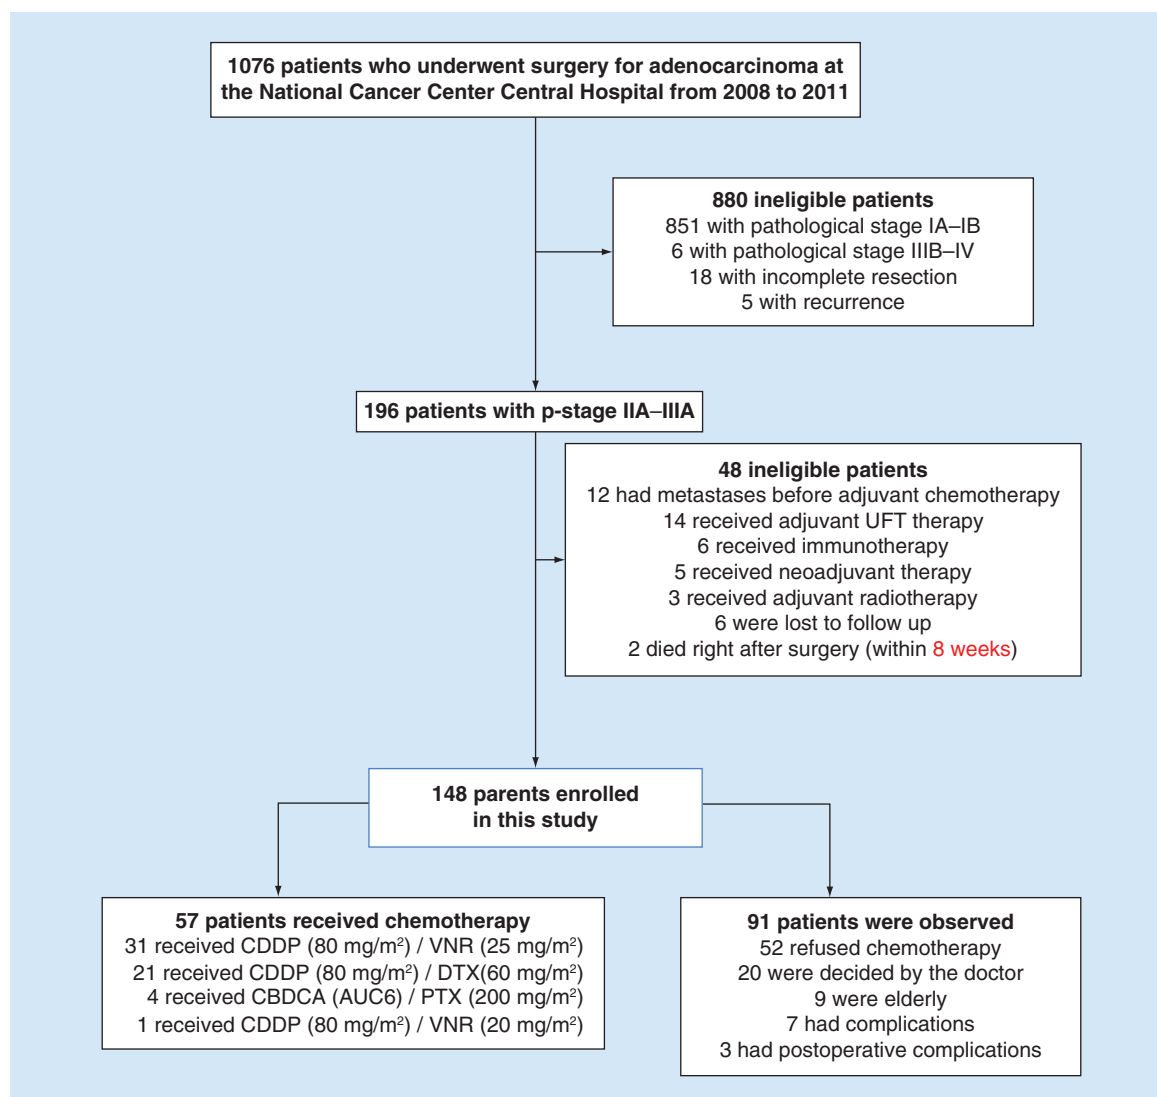 1076 patients who underwent surgery for adenocarcinoma at
the National Cancer Center Central Hospital from 2008 to 2011
880 ineligible patients
851 with pathological stage IA–IB
6 with pathological stage IIIB–IV
18 with incomplete resection
5 with recurrence
196 patients with p-stage IIA–IIIA
48 ineligible patients
12 had metastases before adjuvant chemotherapy
14 received adjuvant UFT therapy
6 received immunotherapy
5 received neoadjuvant therapy
3 received adjuvant radiotherapy
6 were lost to follow up
2 died right after surgery (within 8 weeks)
148 parents enrolled
in this study
57 patients received chemotherapy
31 received CDDP (80 mg/m²) / VNR (25 mg/m²)
21 received CDDP (80 mg/m²) / DTX(60 mg/m²)
4 received CBDCA (AUC6) / PTX (200 mg/m²)
1 received CDDP (80 mg/m²) / VNR (20 mg/m²)
91 patients were observed
52 refused chemotherapy
20 were decided by the doctor
9 were elderly
7 had complications
3 had postoperative complications